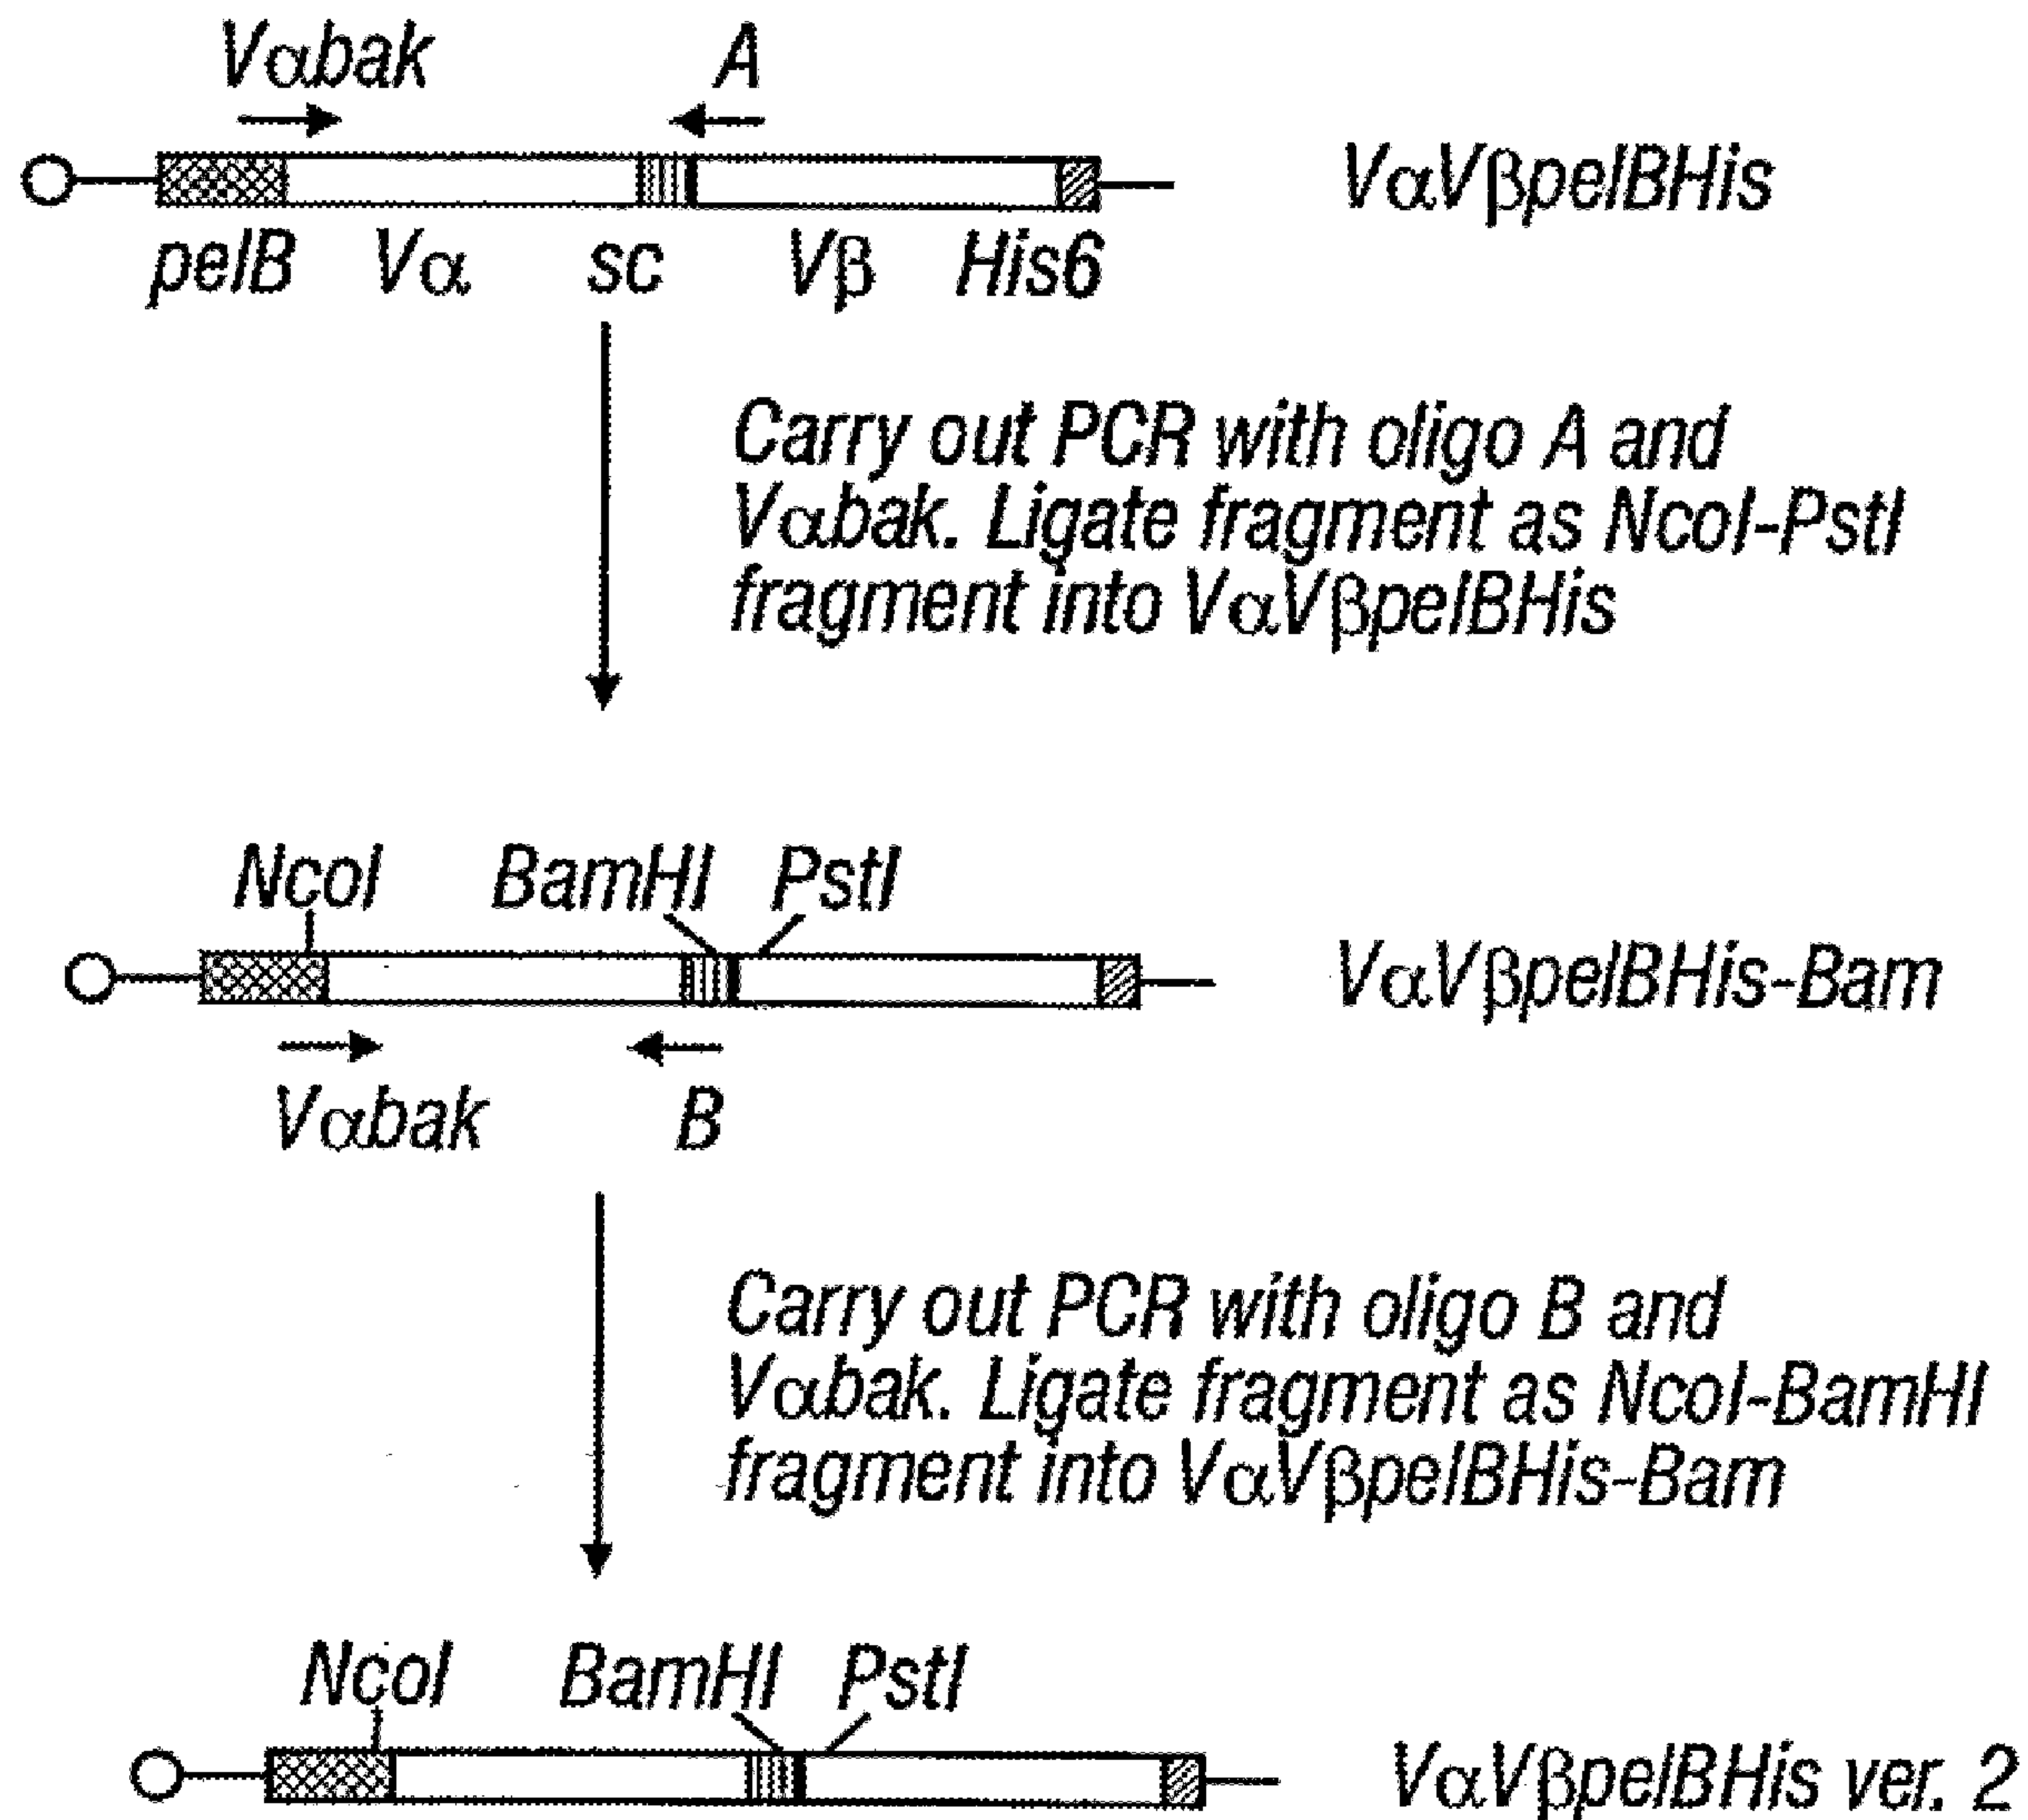 Vαbak A
VαVβpelBHis
pelB Vα sc Vβ His6
Carry out PCR with oligo A and
Vαbak. Ligate fragment as NcoI-PstI
fragment into VαVβpelBHis
NcoI BamHI PstI
VαVβpelBHis-Bam
Vαbak B
Carry out PCR with oligo B and
Vαbak. Ligate fragment as NcoI-BamHI
fragment into VαVβpelBHis-Bam
NcoI BamHI PstI
VαVβpelBHis ver. 2